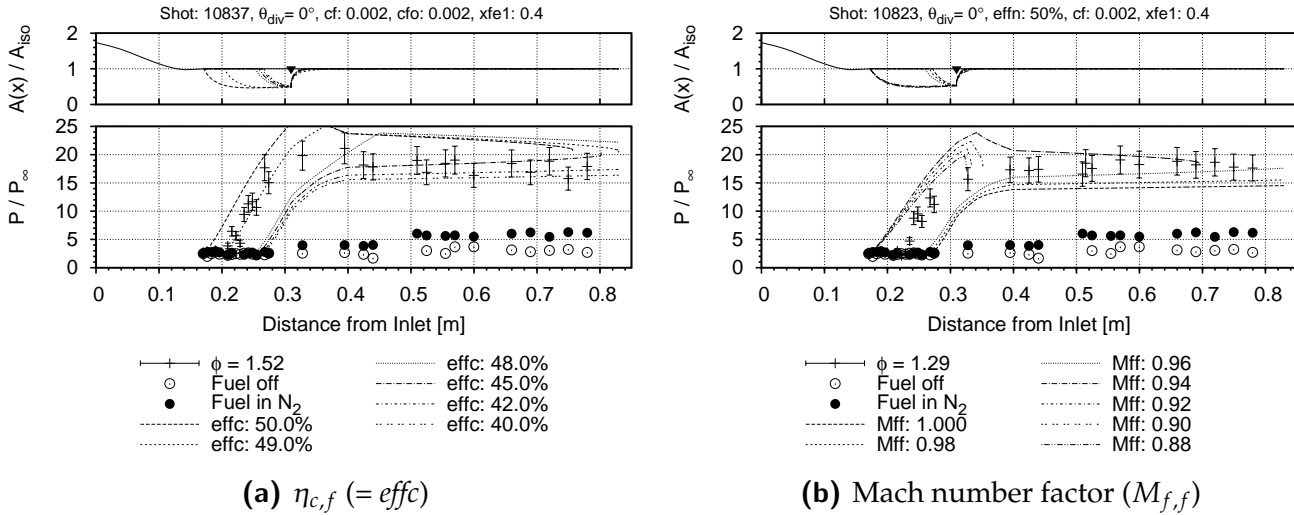 Shot: 10837, θdiv= 0°, cf: 0.002, cfo: 0.002, xfe1: 0.4
A(x) / Aiso
2
1
0
P / P∞
25
20
15
10
5
0
0 0.1 0.2 0.3 0.4 0.5 0.6 0.7 0.8
Distance from Inlet [m]
ϕ = 1.52
Fuel off
Fuel in N2
effc: 50.0%
effc: 49.0%
effc: 48.0%
effc: 45.0%
effc: 42.0%
effc: 40.0%
(a) ηc,f (= effc)
Shot: 10823, θdiv= 0°, effn: 50%, cf: 0.002, xfe1: 0.4
A(x) / Aiso
2
1
0
P / P∞
25
20
15
10
5
0
0 0.1 0.2 0.3 0.4 0.5 0.6 0.7 0.8
Distance from Inlet [m]
ϕ = 1.29
Fuel off
Fuel in N2
Mff: 1.000
Mff: 0.98
Mff: 0.96
Mff: 0.94
Mff: 0.92
Mff: 0.90
Mff: 0.88
(b) Mach number factor (Mf,f)